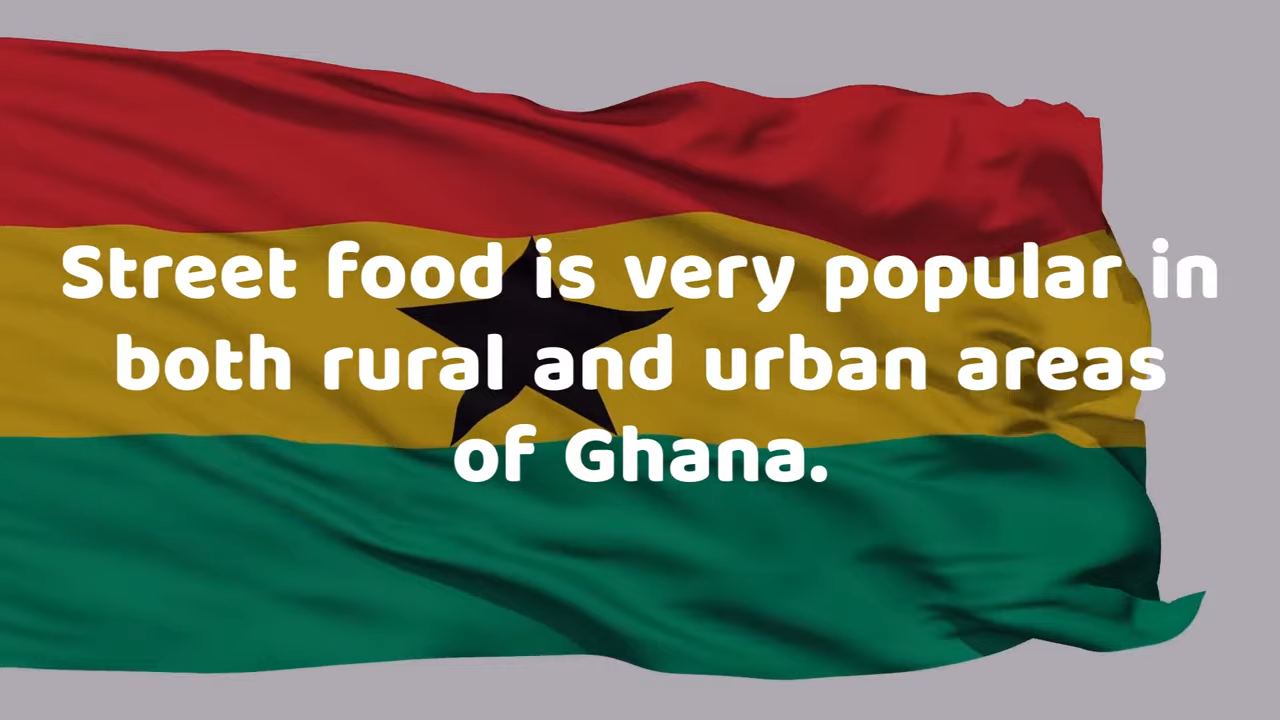 Street food is very popular in
both rural and urban areas
of Ghana.